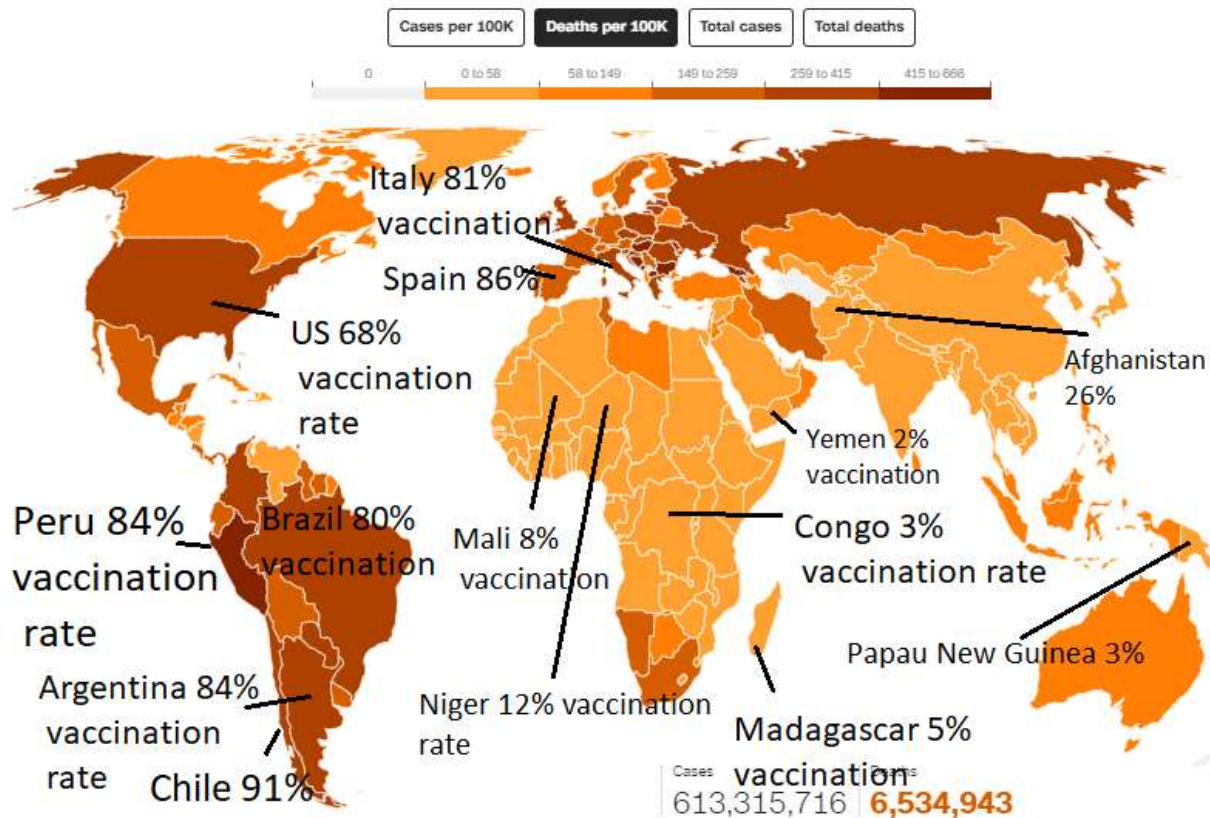 Cases per 100K
Deaths per 100K
Total cases
Total deaths
0
0 to 58
58 to 149
149 to 259
259 to 415
415 to 666
Italy 81%
vaccination
Spain 86%
US 68%
vaccination
rate
Afghanistan
26%
Yemen 2%
vaccination
Peru 84%
vaccination
rate
Brazil 80%
vaccination
Mali 8%
vaccination
Congo 3%
vaccination rate
Papau New Guinea 3%
Argentina 84%
vaccination
rate
Chile 91%
Niger 12% vaccination
rate
Madagascar 5%
vaccination
Cases
613,315,716
Deaths
6,534,943